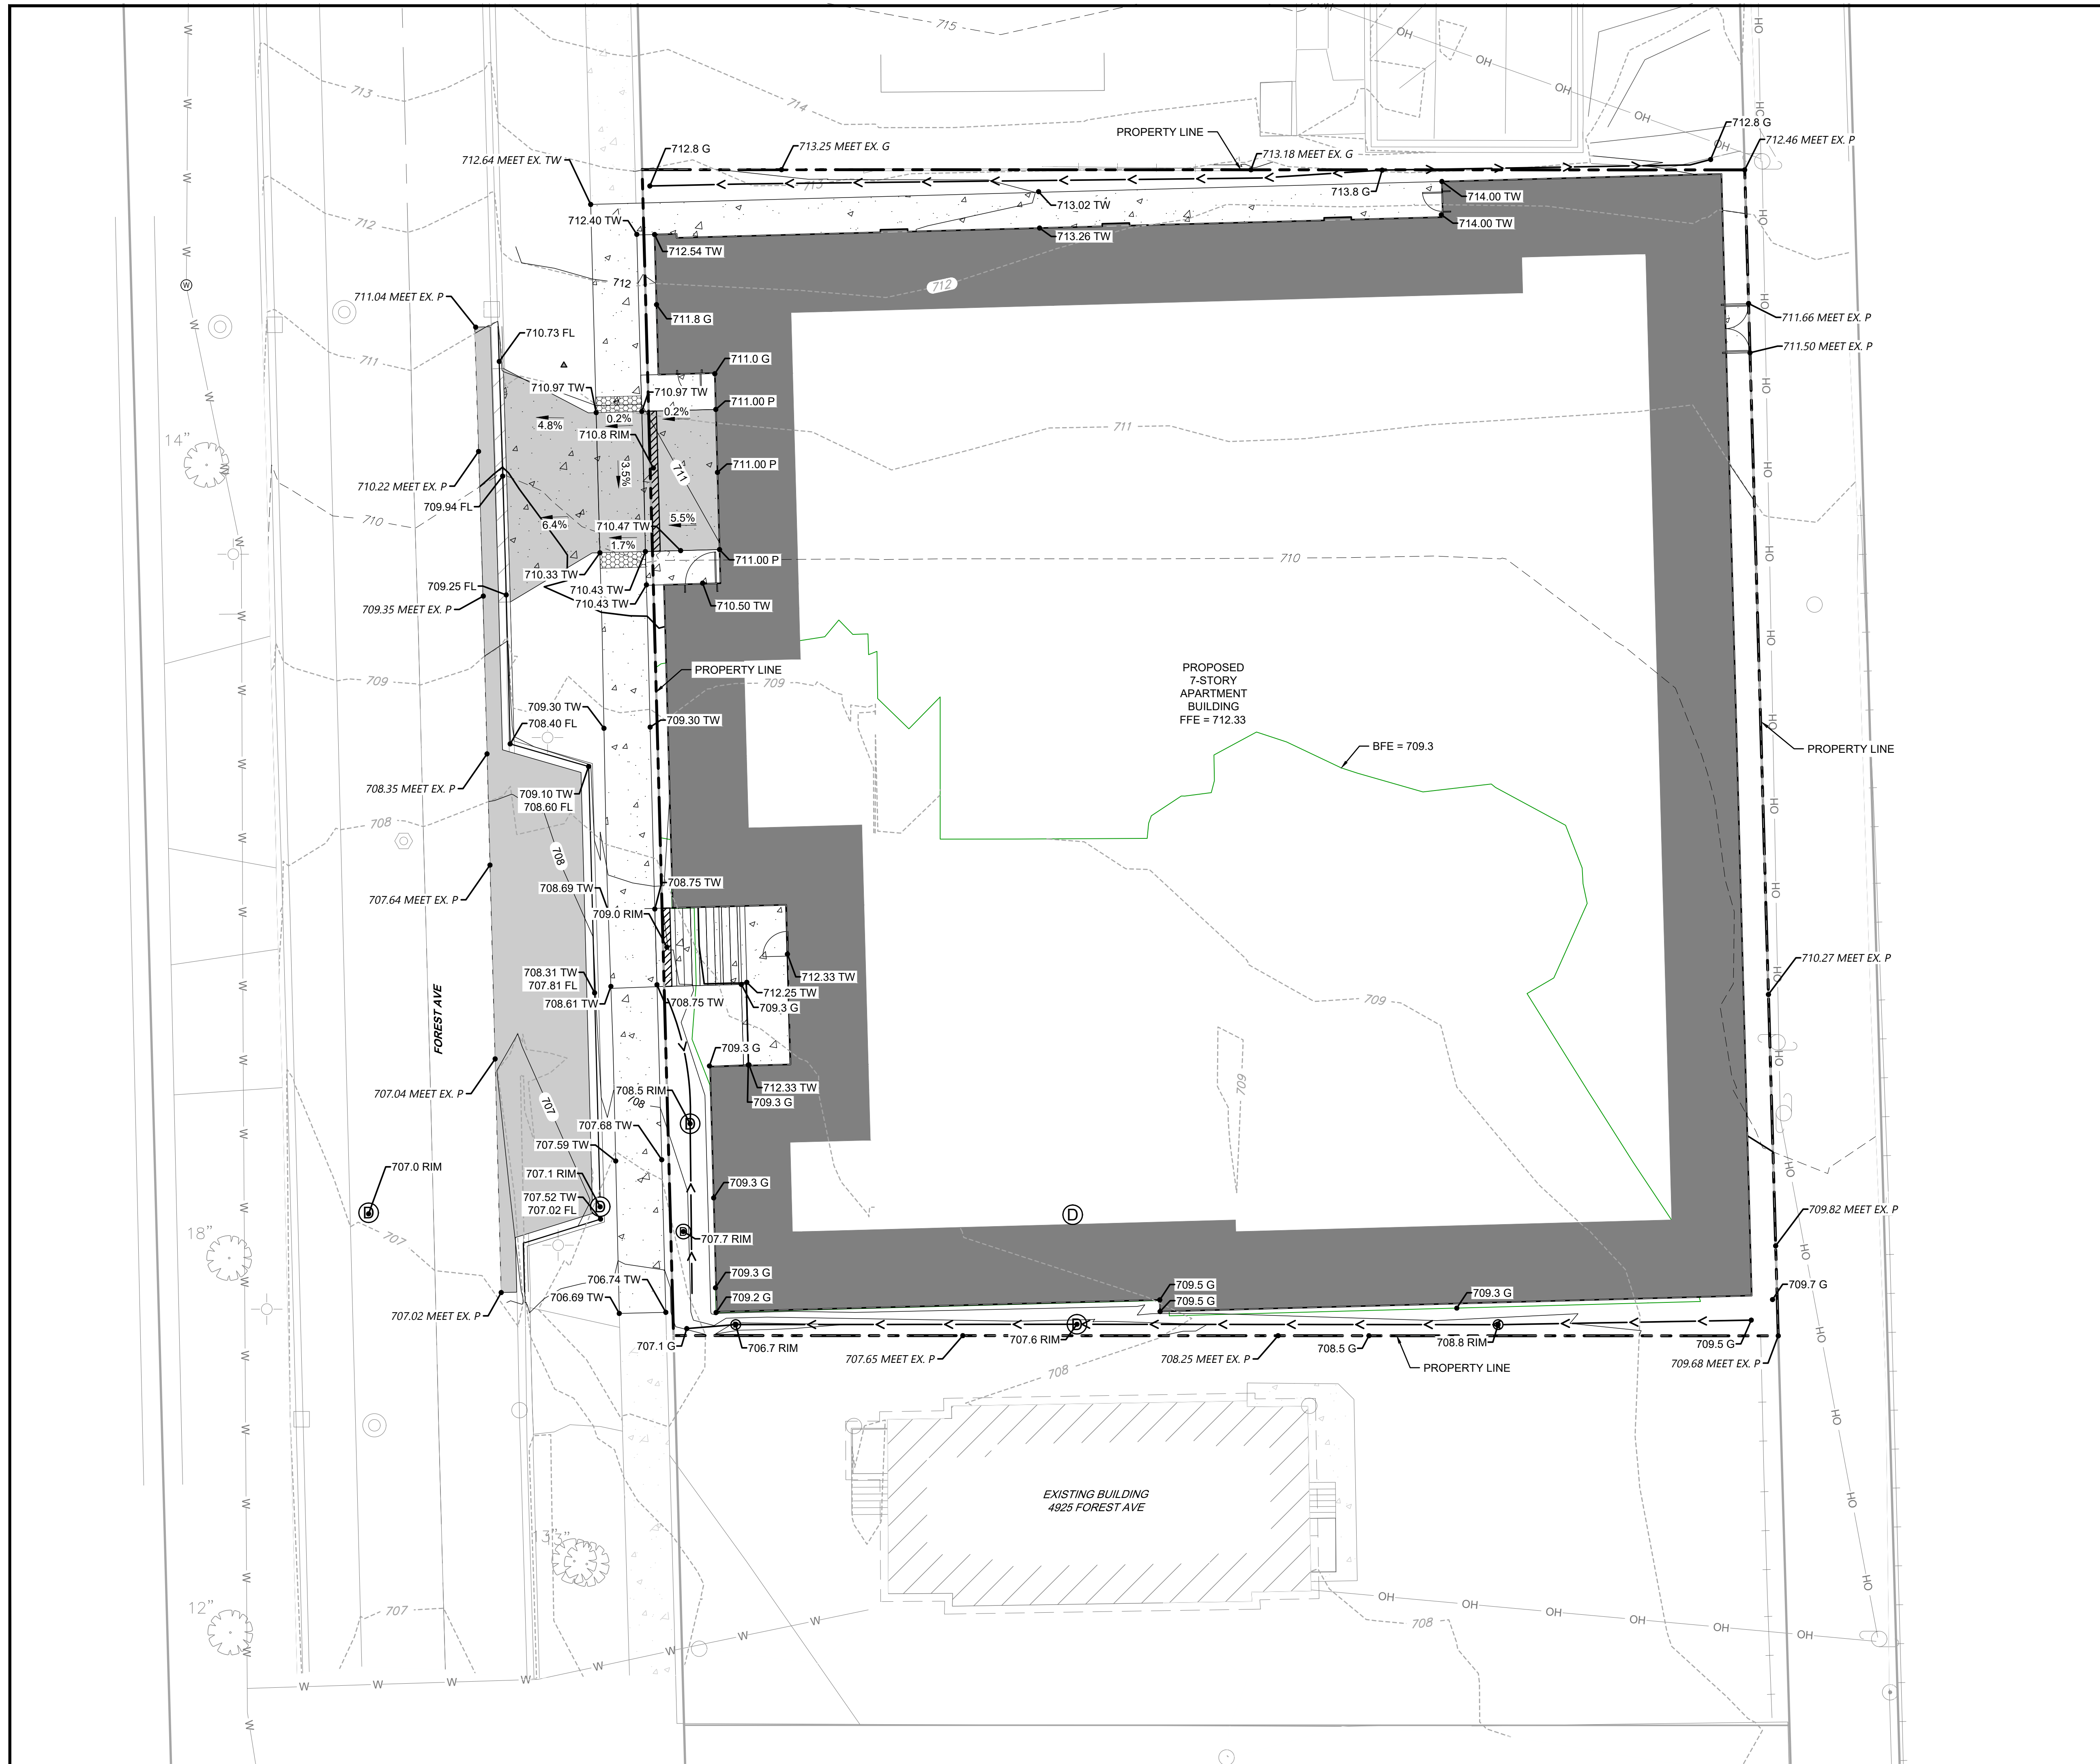 715
HO
713
714
OH
OH
OH
OH
OH
HO
712.8 G
PROPERTY LINE
712.46 MEET EX. P
712.8 G
713.25 MEET EX. G
713.18 MEET EX. G
712.64 MEET EX. TW
713
713.8 G
714.00 TW
713.02 TW
714.00 TW
712
712.40 TW
712.54 TW
713.26 TW
712
712
W
711.04 MEET EX. P
711.8 G
711.66 MEET EX. P
710.73 FL
711.50 MEET EX. P
711
711.0 G
710.97 TW
710.97 TW
711.00 P
0.2%
0.2%
4.8%
710.8 RIM
711
14"
3.5%
711
711.00 P
710.22 MEET EX. P
709.94 FL
710
6.4%
710.47 TW
5.5%
1.7%
711.00 P
710
710.33 TW
709.25 FL
710.43 TW
709.35 MEET EX. P
710.43 TW
710.50 TW
PROPERTY LINE
PROPOSED
7-STORY
APARTMENT
BUILDING
FFE = 712.33
709
709
709.30 TW
709.30 TW
708.40 FL
BFE = 709.3
PROPERTY LINE
708.35 MEET EX. P
709.10 TW
708.60 FL
708
708
708.75 TW
708.69 TW
707.64 MEET EX. P
709.0 RIM
710.27 MEET EX. P
708.31 TW
707.81 FL
712.33 TW
712.25 TW
708.61 TW
708.75 TW
709.3 G
709
FOREST AVE
709.3 G
709
707.04 MEET EX. P
708.5 RIM
712.33 TW
709.3 G
707
708
707.68 TW
707.59 TW
707.0 RIM
707.1 RIM
709.3 G
707.52 TW
707.02 FL
D
D
D
D
709.82 MEET EX. P
18"
707
707.7 RIM
709.3 G
706.74 TW
709.5 G
709.3 G
709.7 G
706.69 TW
709.2 G
709.5 G
707.02 MEET EX. P
707.1 G
706.7 RIM
707.6 RIM
708.5 G
708.8 RIM
709.5 G
707.65 MEET EX. P
708.25 MEET EX. P
PROPERTY LINE
709.68 MEET EX. P
708
EXISTING BUILDING
4925 FOREST AVE
13"
12"
707
708
OH
OH
OH
OH
OH
OH
W
W
W
W
W
W
W
W